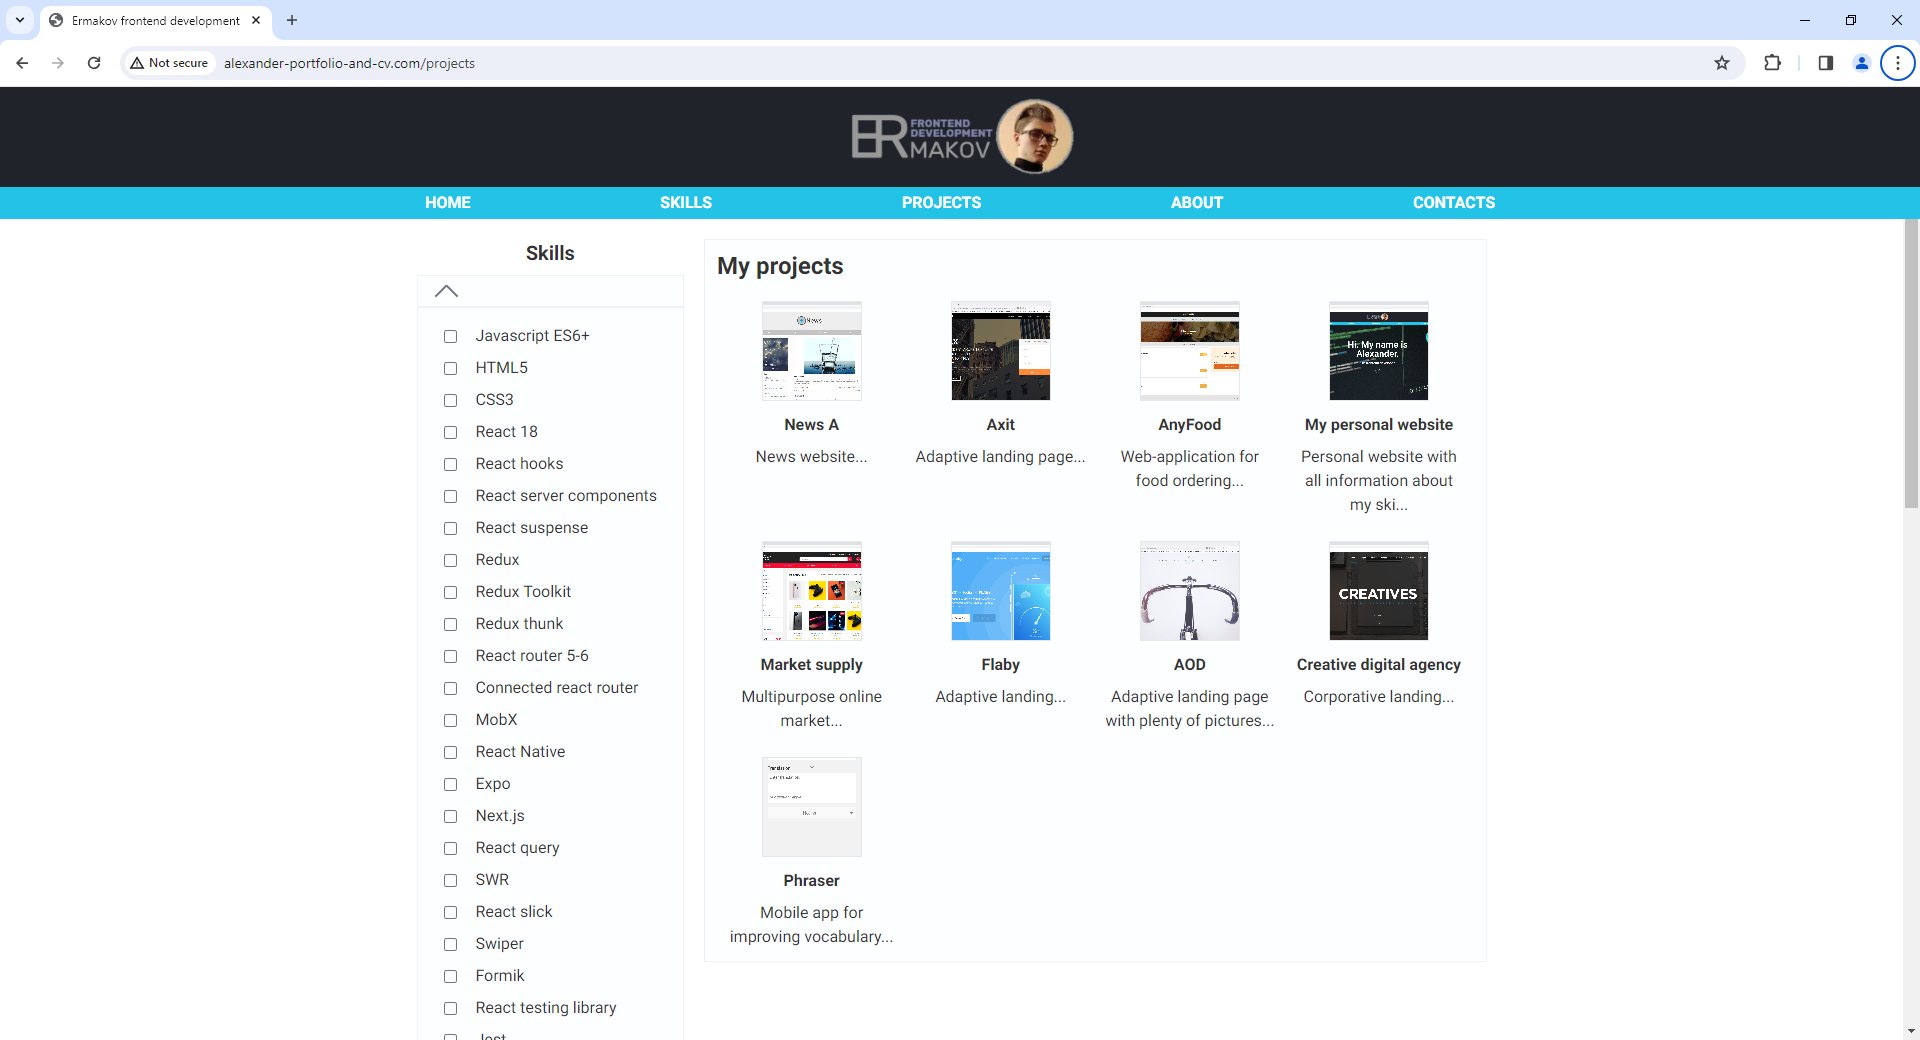 Ermakov frontend development
Not secure
alexander-portfolio-and-cv.com/projects
ER FRONTEND
DEVELOPMENT
MAKOV
HOME
SKILLS
PROJECTS
ABOUT
CONTACTS
Skills
Javascript ES6+
HTML5
CSS3
React 18
React hooks
React server components
React suspense
Redux
Redux Toolkit
Redux thunk
React router 5-6
Connected react router
MobX
React Native
Expo
Next.js
React query
SWR
React slick
Swiper
Formik
React testing library
Jest
My projects
News
News A
News website...
Axit
Adaptive landing page...
AnyFood
Web-application for
food ordering...
Hi. My name is
Alexander.
My personal website
Personal website with
all information about
my ski...
Market supply
Multipurpose online
market...
Flaby
Adaptive landing...
AOD
Adaptive landing page
with plenty of pictures...
CREATIVES
Creative digital agency
Corporative landing...
Translation
Phraser
Mobile app for
improving vocabulary...